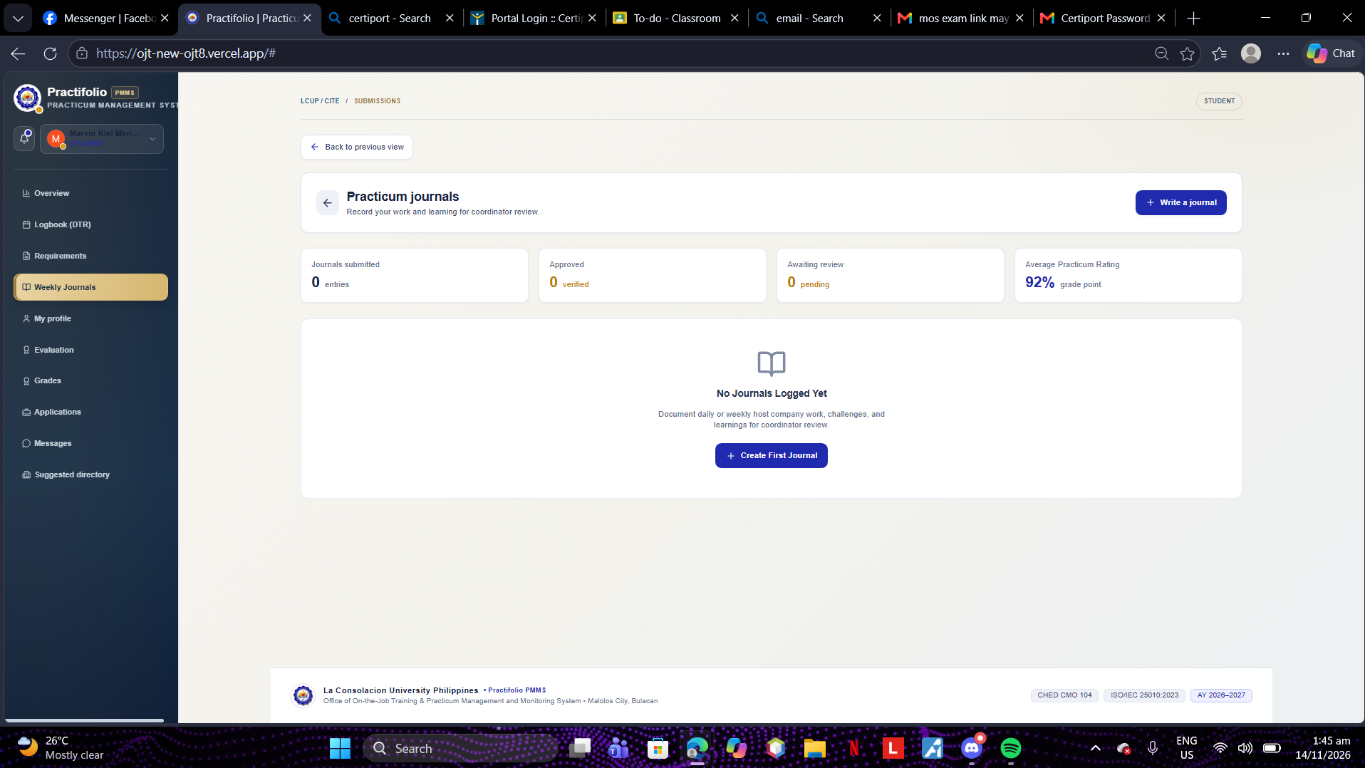 Messenger | Faceb
Practifolio | Practicu
certiport - Search
Portal Login :: Certip
To-do - Classroom
email - Search
mos exam link may
Certiport Password
https://ojt-new-ojt8.vercel.app/#
Chat
Practifolio PMMS
PRACTICUM MANAGEMENT SYST
M Marvin Kiel Men...
Overview
Logbook (DTR)
Requirements
Weekly Journals
My profile
Evaluation
Grades
Applications
Messages
Suggested directory
LCUP / CITE / SUBMISSIONS
STUDENT
Back to previous view
Practicum journals
Record your work and learning for coordinator review.
+ Write a journal
Journals submitted
0 entries
Approved
0 verified
Awaiting review
0 pending
Average Practicum Rating
92% grade point
No Journals Logged Yet
Document daily or weekly host company work, challenges, and
learnings for coordinator review.
+ Create First Journal
La Consolacion University Philippines • Practifolio PMMS
Office of On-the-Job Training & Practicum Management and Monitoring System • Malolos City, Bulacan
CHED CMO 104
ISO/IEC 25010:2023
AY 2026–2027
26°C
Mostly clear
Search
ENG
US
1:45 am
14/11/2026